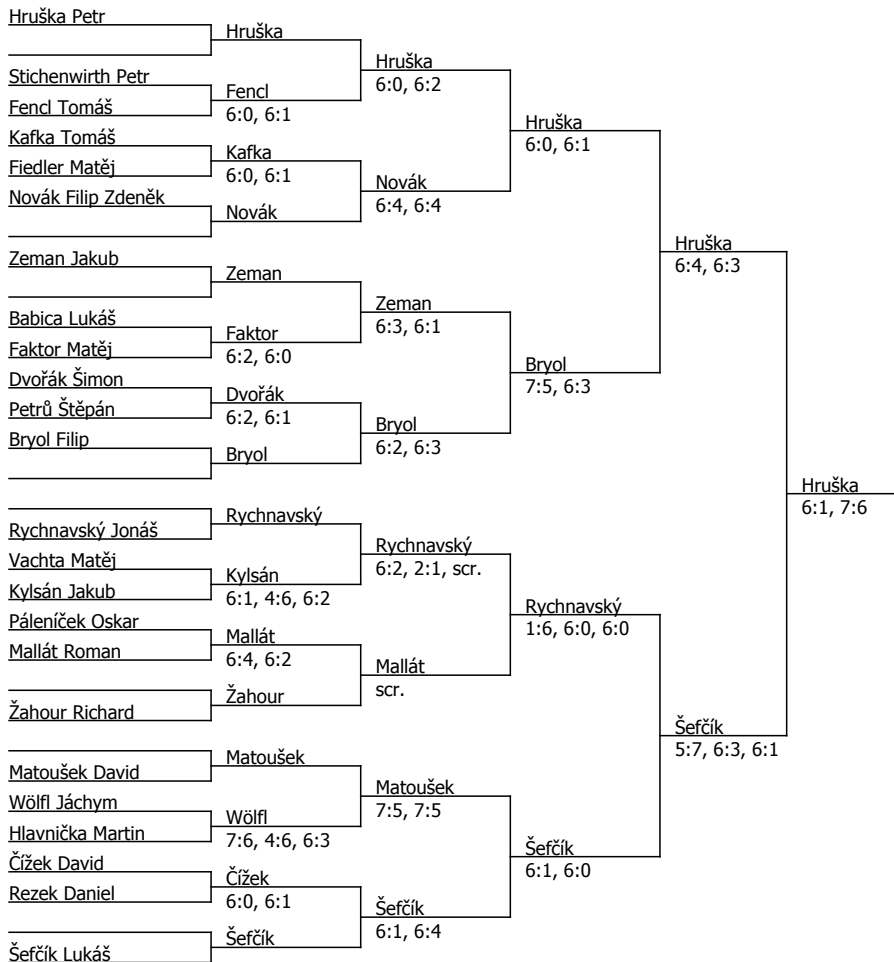 Hruška Petr
Stichenwirth Petr
Fencl Tomáš
Kafka Tomáš
Fiedler Matěj
Novák Filip Zdeněk
Zeman Jakub
Babica Lukáš
Faktor Matěj
Dvořák Šimon
Petrů Štěpán
Bryol Filip
Rychnavský Jonáš
Vachta Matěj
Kylsán Jakub
Páleníček Oskar
Mallát Roman
Žahour Richard
Matoušek David
Wölfl Jáchym
Hlavnička Martin
Čížek David
Rezek Daniel
Šefčík Lukáš
Hruška
Fencl
6:0, 6:1
Kafka
6:0, 6:1
Novák
Zeman
Faktor
6:2, 6:0
Dvořák
6:2, 6:1
Bryol
Rychnavský
Kylsán
6:1, 4:6, 6:2
Mallát
6:4, 6:2
Žahour
Matoušek
Wölfl
7:6, 4:6, 6:3
Čížek
6:0, 6:1
Šefčík
Hruška
6:0, 6:2
Novák
6:4, 6:4
Zeman
6:3, 6:1
Bryol
6:2, 6:3
Rychnavský
6:2, 2:1, scr.
Mallát
scr.
Matoušek
7:5, 7:5
Šefčík
6:1, 6:4
Hruška
6:0, 6:1
Bryol
7:5, 6:3
Rychnavský
1:6, 6:0, 6:0
Šefčík
6:1, 6:0
Hruška
6:4, 6:3
Šefčík
5:7, 6:3, 6:1
Hruška
6:1, 7:6